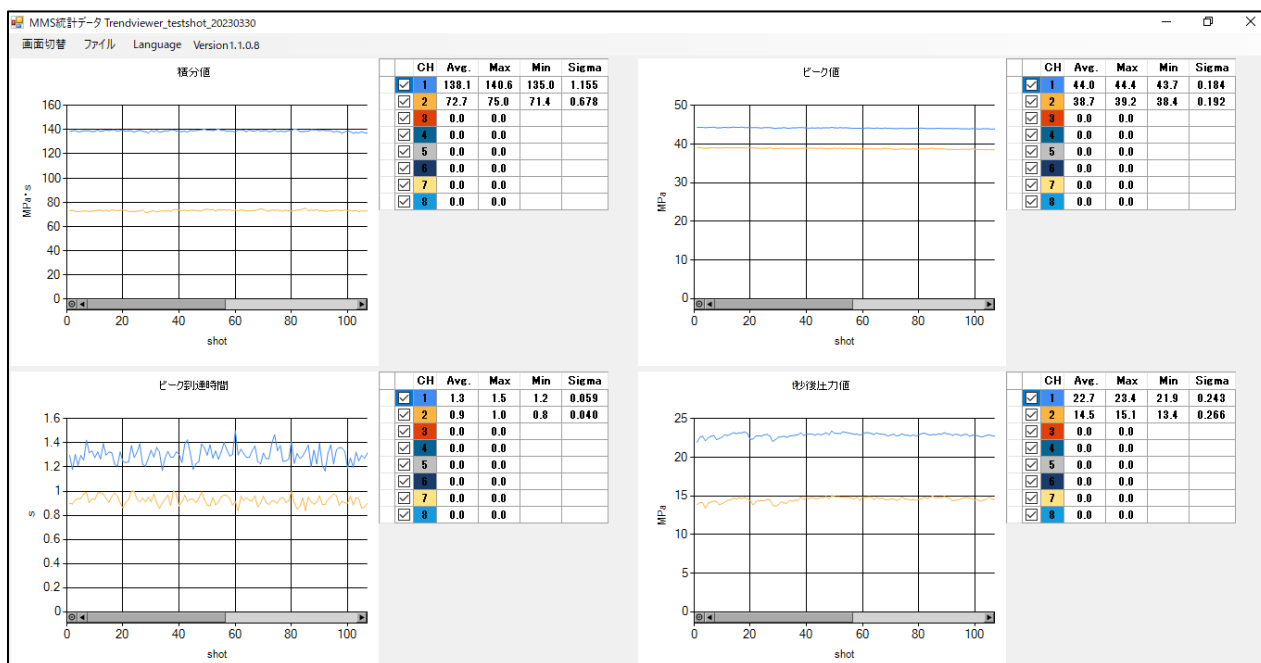 MMS統計データ Trendviewer_testshot_20230330
画面切替 ファイル Language Version1.1.0.8
積分値
160
140
120
100
80
60
40
20
0
MPa・s
0 20 40 60 80 100
shot
CH Avg. Max Min Sigma
1 138.1 140.6 135.0 1.155
2 72.7 75.0 71.4 0.678
3 0.0 0.0
4 0.0 0.0
5 0.0 0.0
6 0.0 0.0
7 0.0 0.0
8 0.0 0.0
ピーク値
50
40
30
20
10
0
MPa
0 20 40 60 80 100
shot
CH Avg. Max Min Sigma
1 44.0 44.4 43.7 0.184
2 38.7 39.2 38.4 0.192
3 0.0 0.0
4 0.0 0.0
5 0.0 0.0
6 0.0 0.0
7 0.0 0.0
8 0.0 0.0
ピーク到達時間
1.6
1.4
1.2
1
0.8
0.6
0.4
0.2
0
s
0 20 40 60 80 100
shot
CH Avg. Max Min Sigma
1 1.3 1.5 1.2 0.059
2 0.9 1.0 0.8 0.040
3 0.0 0.0
4 0.0 0.0
5 0.0 0.0
6 0.0 0.0
7 0.0 0.0
8 0.0 0.0
t秒後圧力値
25
20
15
10
5
0
MPa
0 20 40 60 80 100
shot
CH Avg. Max Min Sigma
1 22.7 23.4 21.9 0.243
2 14.5 15.1 13.4 0.266
3 0.0 0.0
4 0.0 0.0
5 0.0 0.0
6 0.0 0.0
7 0.0 0.0
8 0.0 0.0